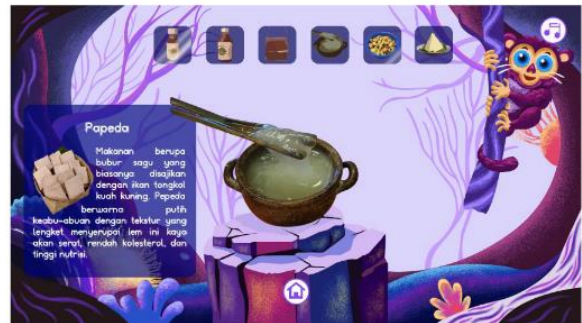 Papeda
Makanan berupa
bubur sagu yang
biasanya disajikan
dengan ikan tongkol
kuah kuning. Papeda
berwarna putih
keabu-abuan dengan tekstur yang
lengket menyerupai lem ini kaya
akan serat, rendah kolesterol, dan
tinggi nutrisi.